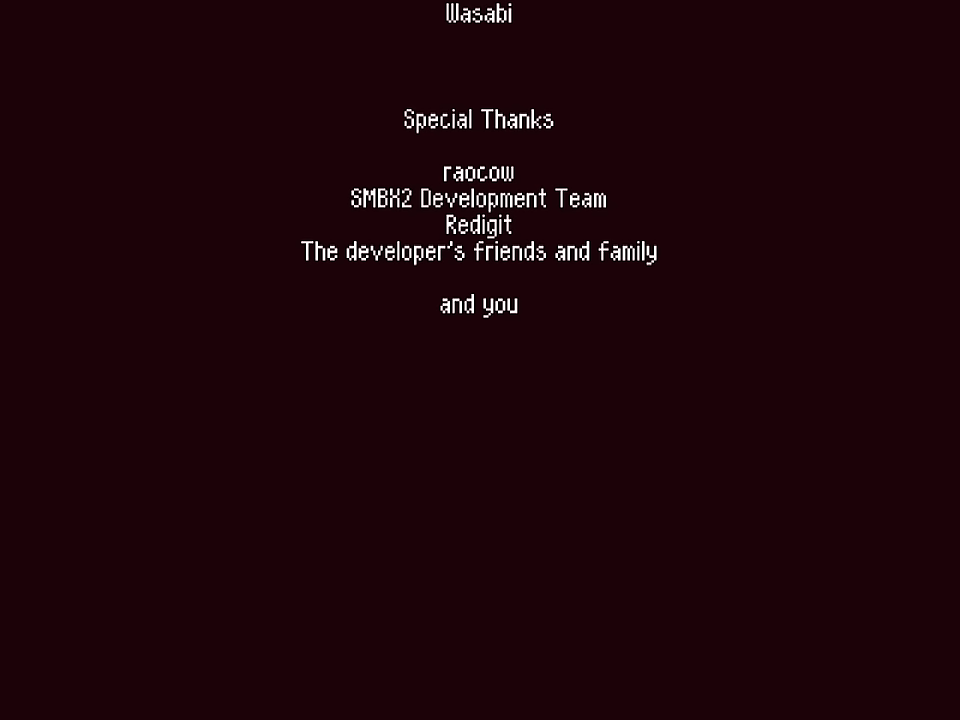 Wasabi
Special Thanks
raocow
SMBX2 Development Team
Redigit
The developer's friends and family
and you